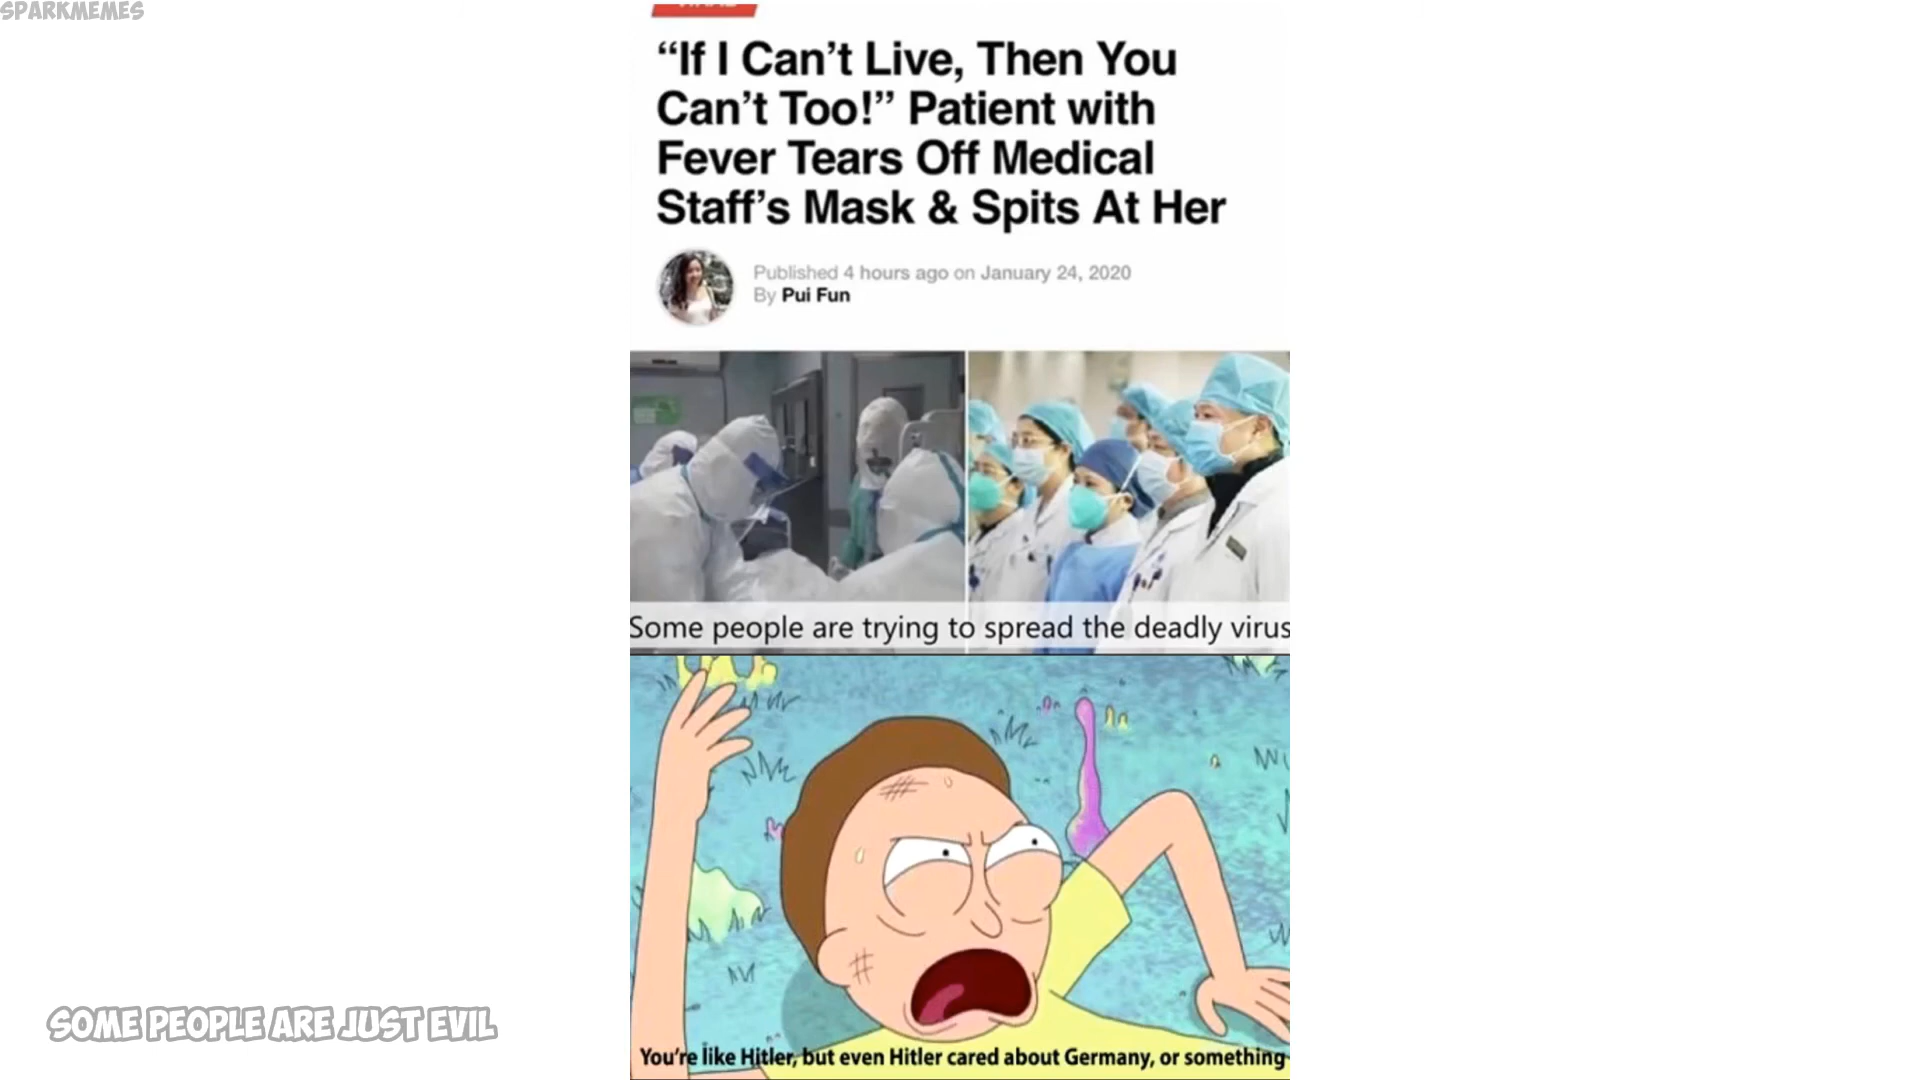 SPARKMEMES
“If I Can’t Live, Then You
Can’t Too!” Patient with
Fever Tears Off Medical
Staff’s Mask & Spits At Her
Published 4 hours ago on January 24, 2020
By Pui Fun
Some people are trying to spread the deadly virus
SOME PEOPLE ARE JUST EVIL
You're like Hitler, but even Hitler cared about Germany, or something